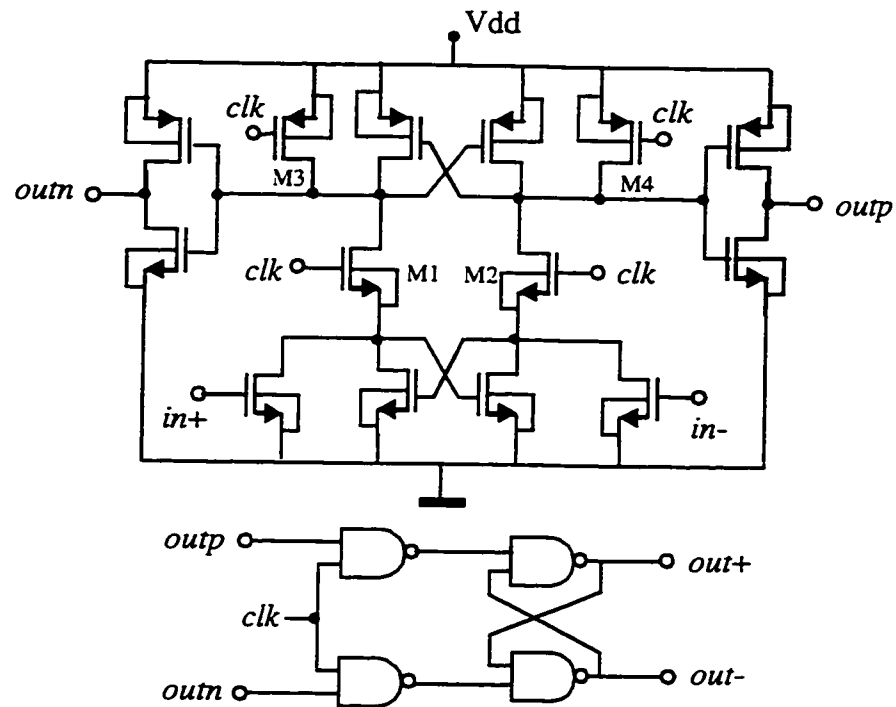 Vdd
clk
clk
M3
M4
outn
outp
clk
M1
M2
clk
in+
in-
outp
out+
clk
outn
out-